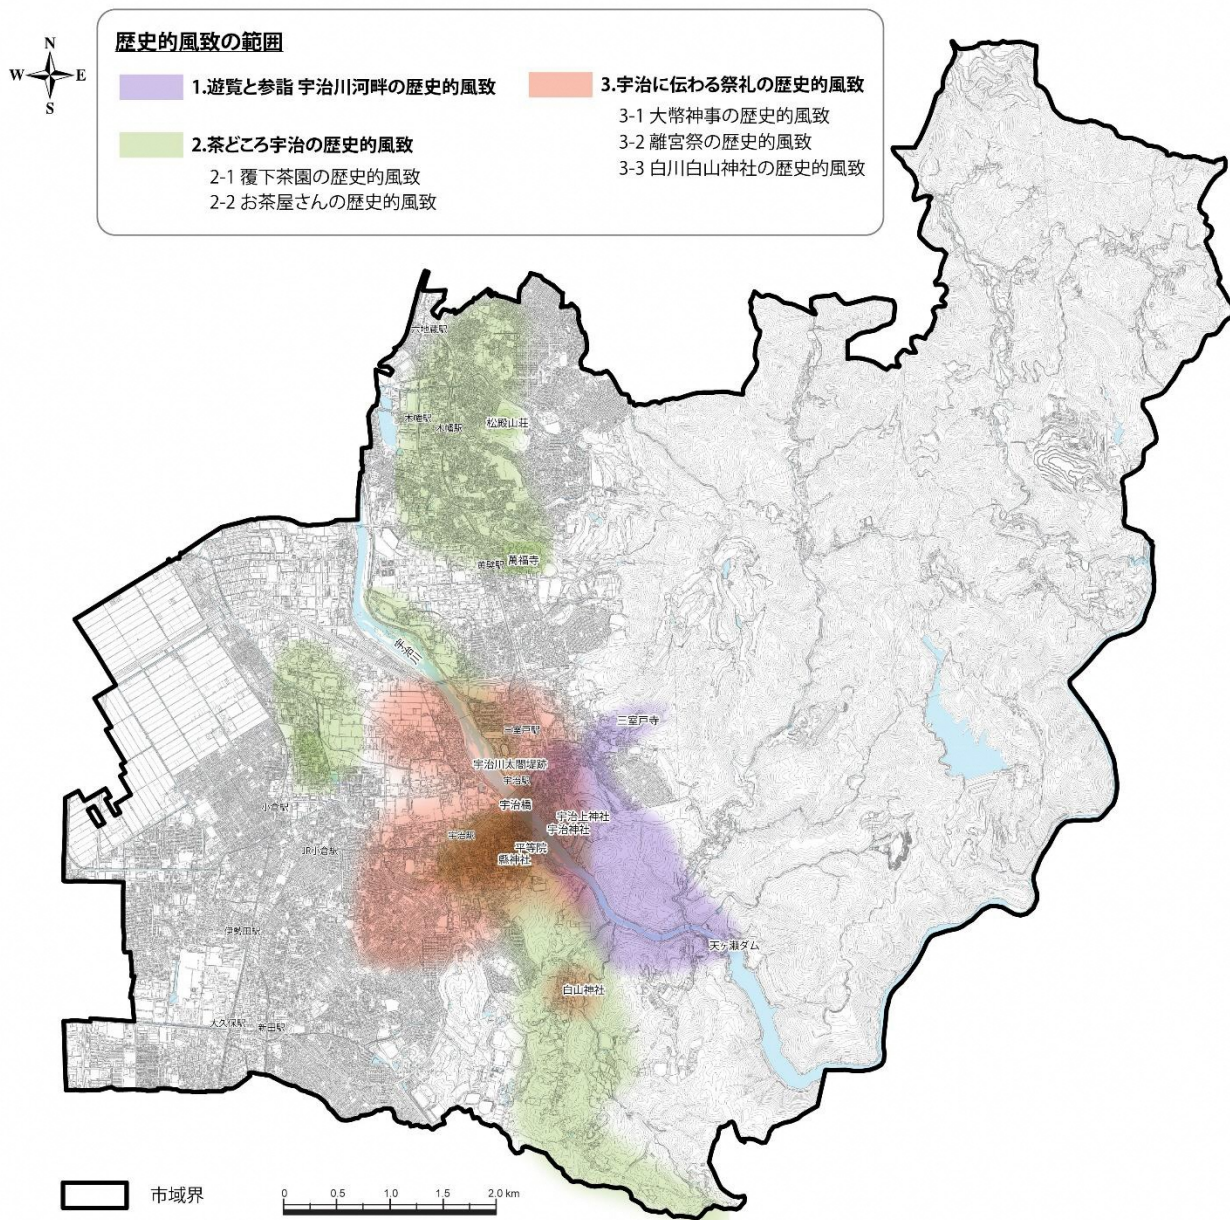 N
W E
S
歴史的風致の範囲
1.遊覧と参詣 宇治川河畔の歴史的風致
2.茶どころ宇治の歴史的風致
2-1 覆下茶園の歴史的風致
2-2 お茶屋さんの歴史的風致
3.宇治に伝わる祭礼の歴史的風致
3-1 大幣神事の歴史的風致
3-2 離宮祭の歴史的風致
3-3 白川白山神社の歴史的風致
六地蔵駅
木幡駅
木幡駅
松殿山荘
黄檗駅
萬福寺
宇治川
三室戸寺
三室戸駅
宇治川太閤堤跡
宇治駅
宇治橋
宇治上神社
宇治神社
宇治駅
平等院
縣神社
小倉駅
JR小倉駅
伊勢田駅
天ヶ瀬ダム
白山神社
大久保駅
新田駅
市域界
0 0.5 1.0 1.5 2.0 km